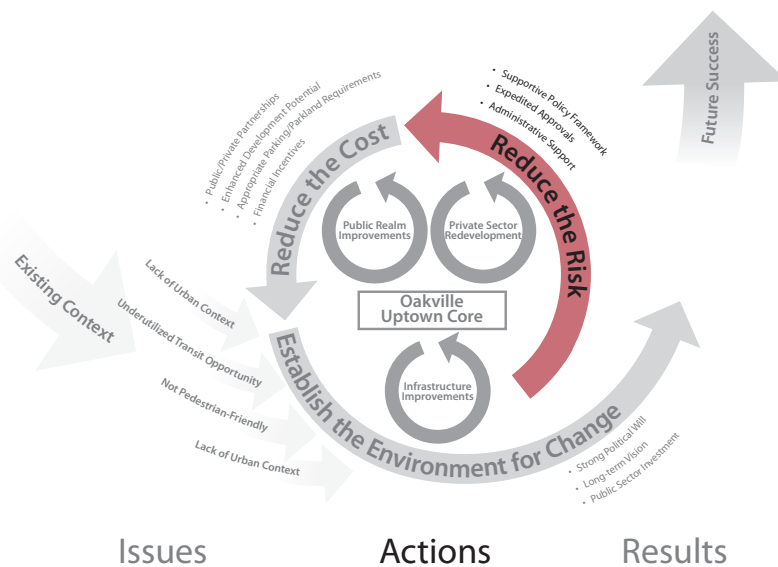 Future Success
• Supportive Policy Framework
• Expedited Approvals
• Administrative Support
Reduce the Risk
• Public/Private Partnerships
• Enhanced Development Potential
• Appropriate Parking/Parkland Requirements
• Financial Incentives
Reduce the Cost
Public Realm
Improvements
Private Sector
Redevelopment
Oakville
Uptown Core
Infrastructure
Improvements
Existing Context
Lack of Urban Context
Underutilized Transit Opportunity
Not Pedestrian-Friendly
Lack of Urban Context
Establish the Environment for Change
• Strong Political Will
• Long-term Vision
• Public Sector Investment
Issues
Actions
Results